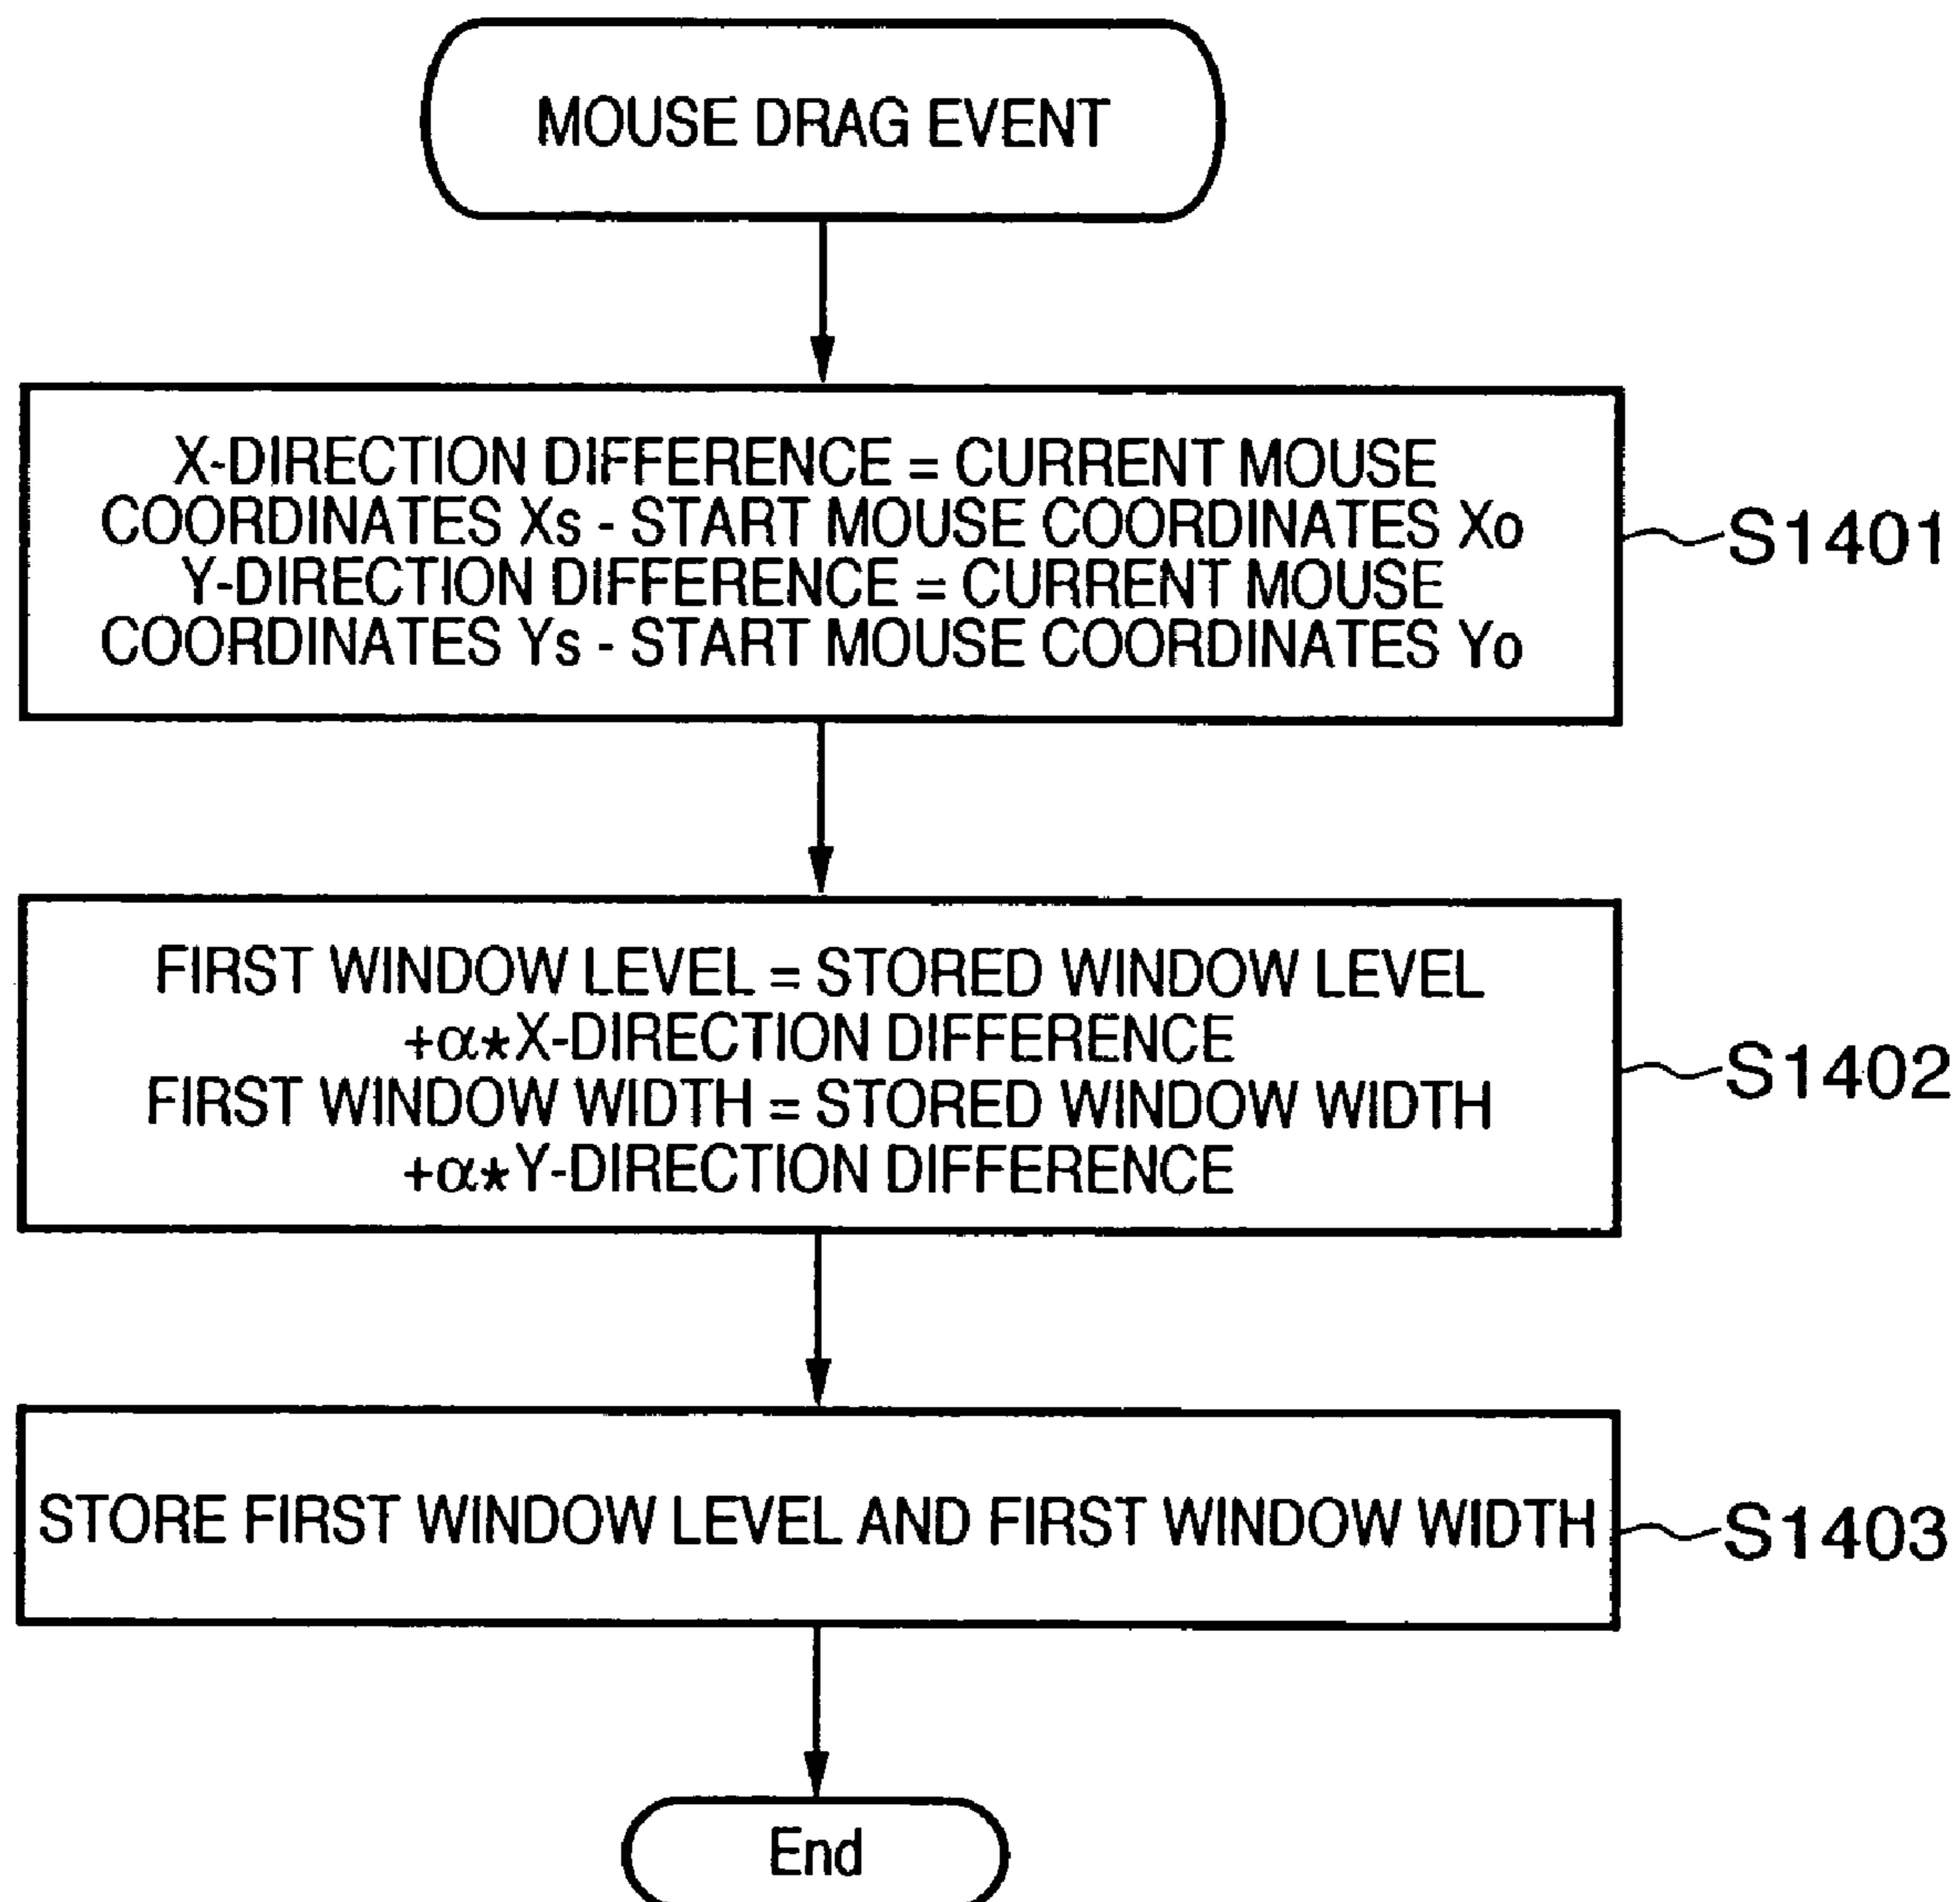 MOUSE DRAG EVENT
X-DIRECTION DIFFERENCE = CURRENT MOUSE
COORDINATES Xs - START MOUSE COORDINATES Xo
Y-DIRECTION DIFFERENCE = CURRENT MOUSE
COORDINATES Ys - START MOUSE COORDINATES Yo
S1401
FIRST WINDOW LEVEL = STORED WINDOW LEVEL
+α*X-DIRECTION DIFFERENCE
FIRST WINDOW WIDTH = STORED WINDOW WIDTH
+α*Y-DIRECTION DIFFERENCE
S1402
STORE FIRST WINDOW LEVEL AND FIRST WINDOW WIDTH
S1403
End